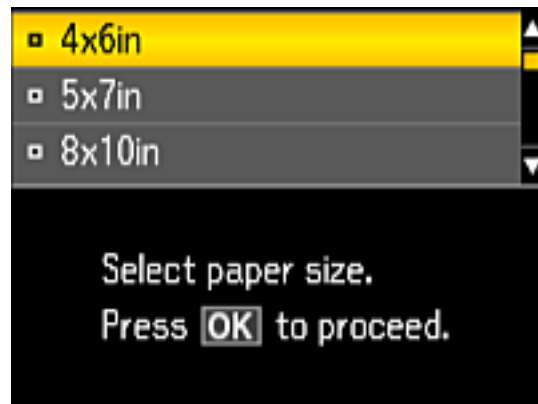 4x6in
5x7in
8x10in
Select paper size.
Press OK to proceed.